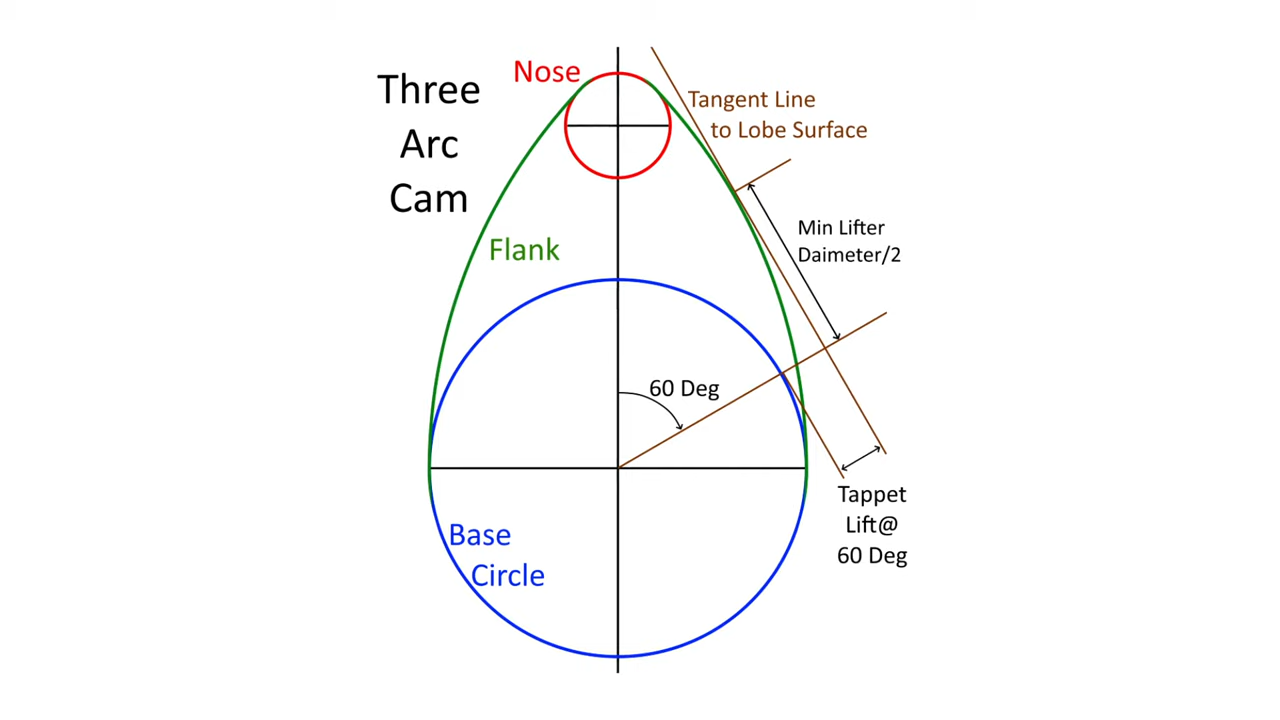 Three
Arc
Cam
Nose
Tangent Line
to Lobe Surface
Min Lifter
Daimeter/2
Flank
60 Deg
Tappet
Lift@
60 Deg
Base
Circle